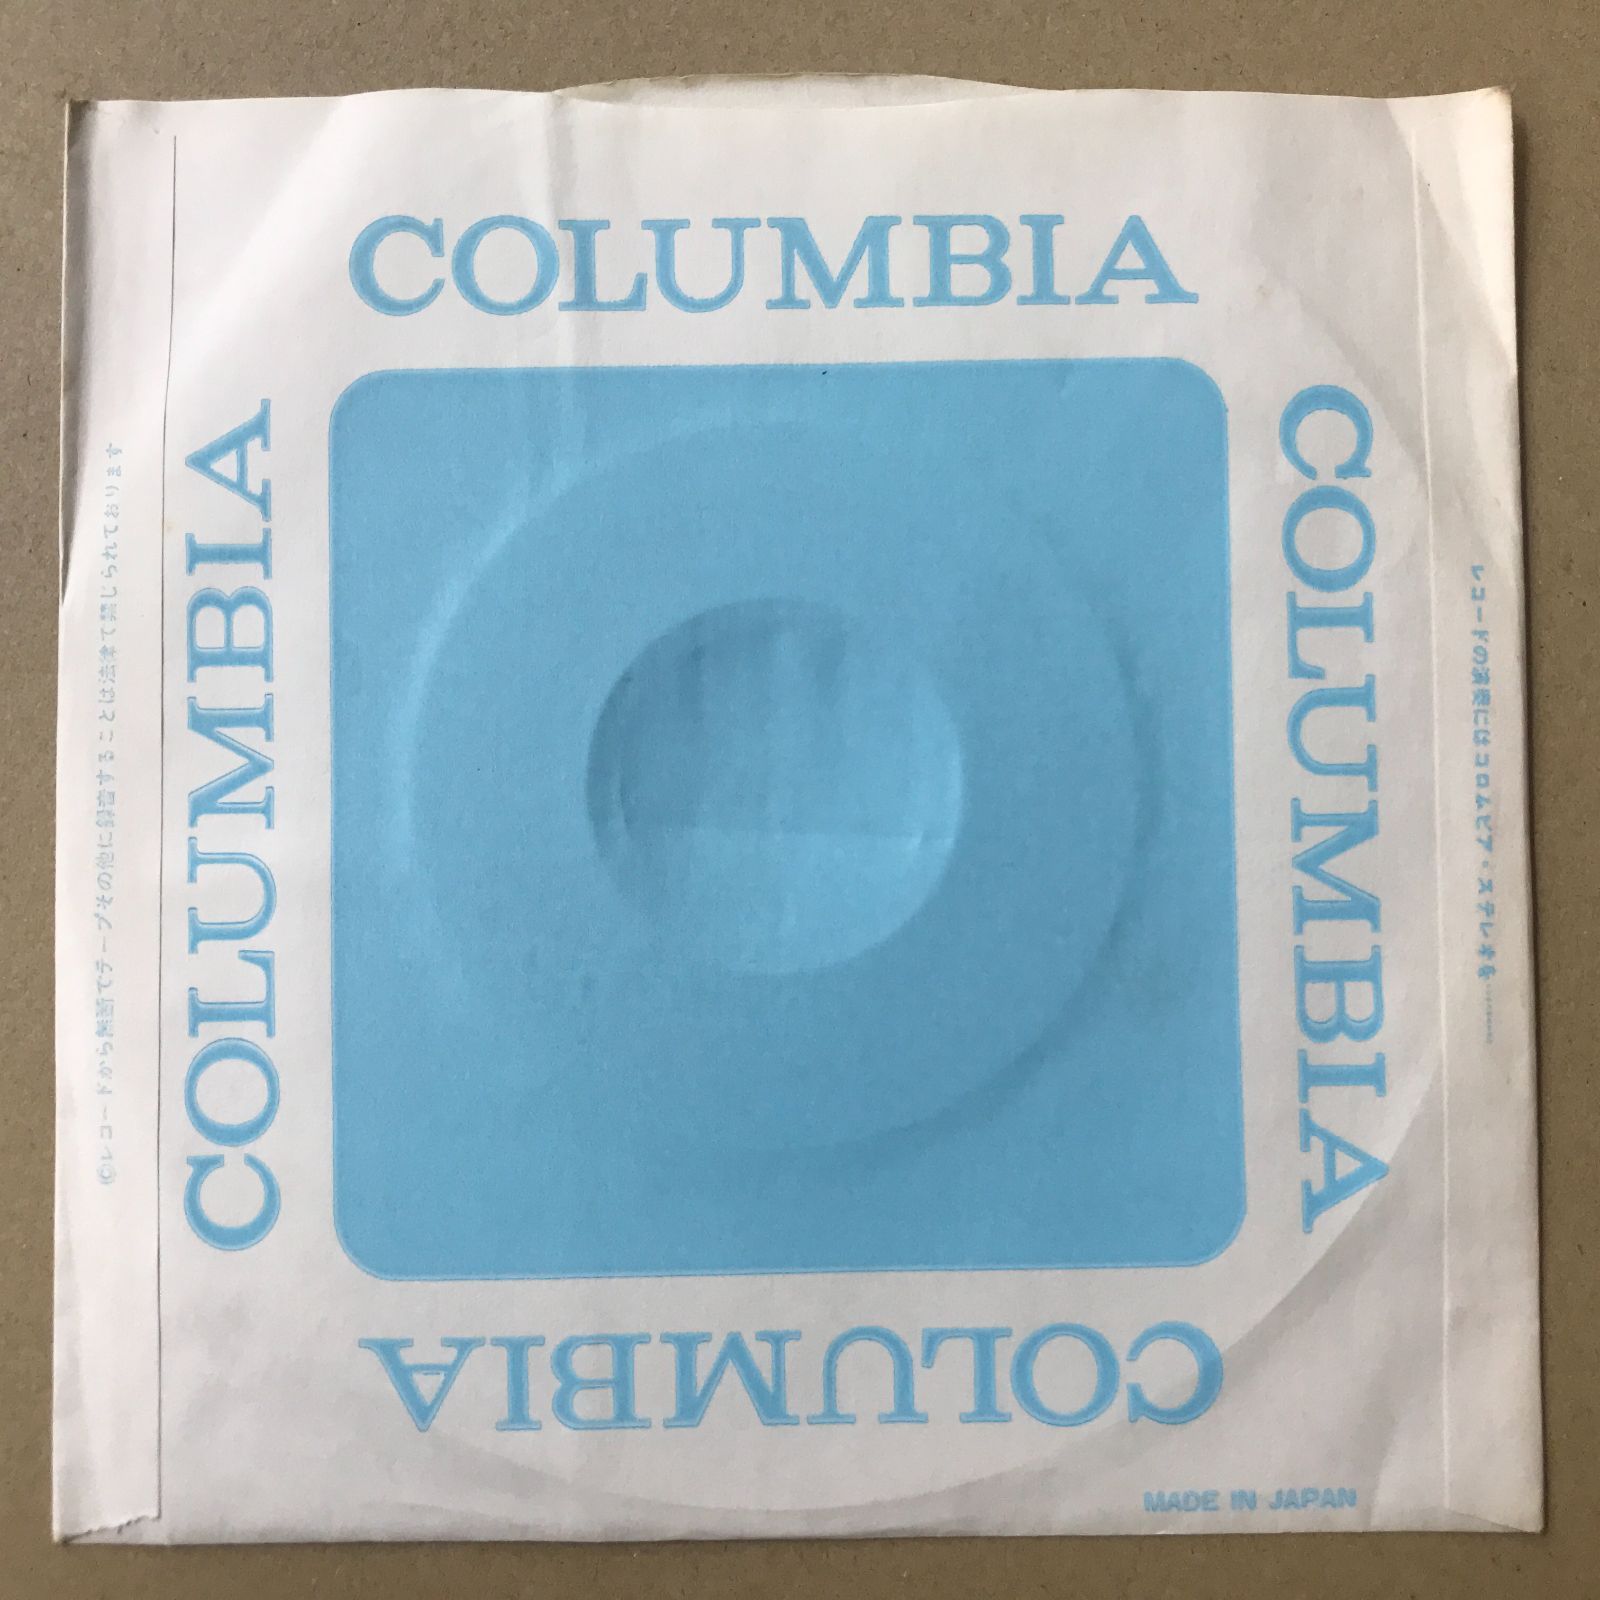 COLUMBIA
COLUMBIA
COLUMBIA
COLUMBIA
©レコードから無断でテープその他に録音することは法律で禁じられております
レコードの演奏にはコロムビア・ステレオを………
MADE IN JAPAN